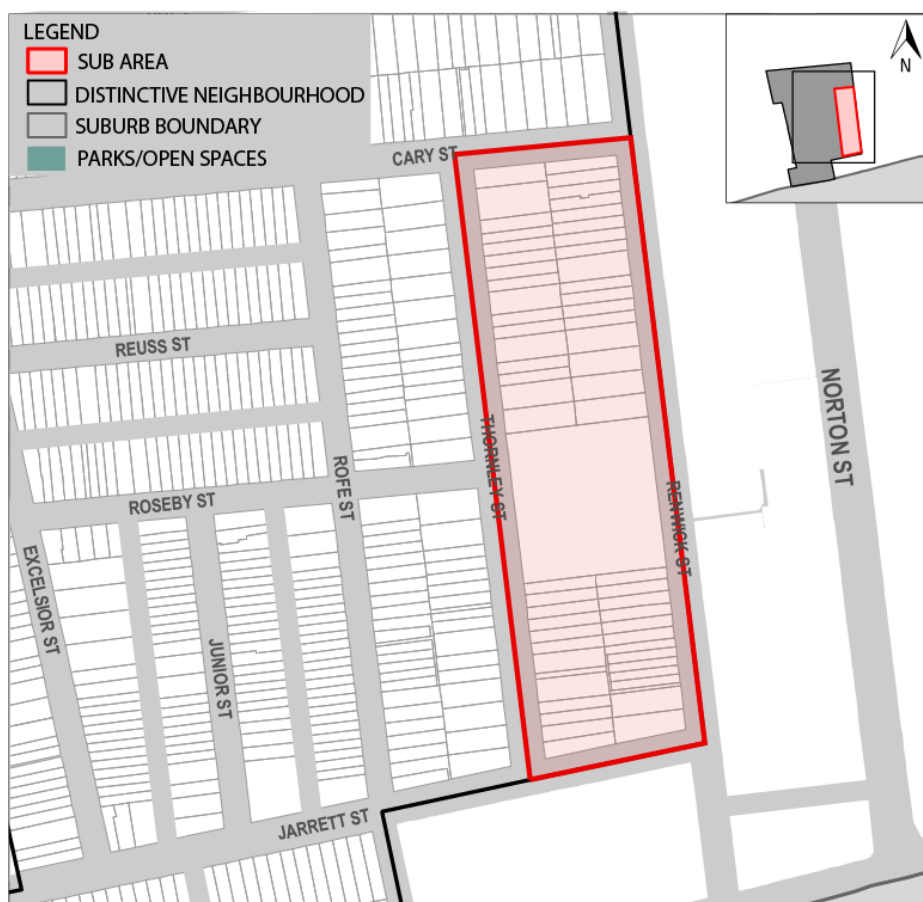 LEGEND
SUB AREA
DISTINCTIVE NEIGHBOURHOOD
SUBURB BOUNDARY
PARKS/OPEN SPACES
N
CARY ST
REUSS ST
NORTON ST
THORNLEY ST
ROFE ST
RENWICK ST
ROSEBY ST
EXCELSIOR ST
JUNIOR ST
JARRETT ST